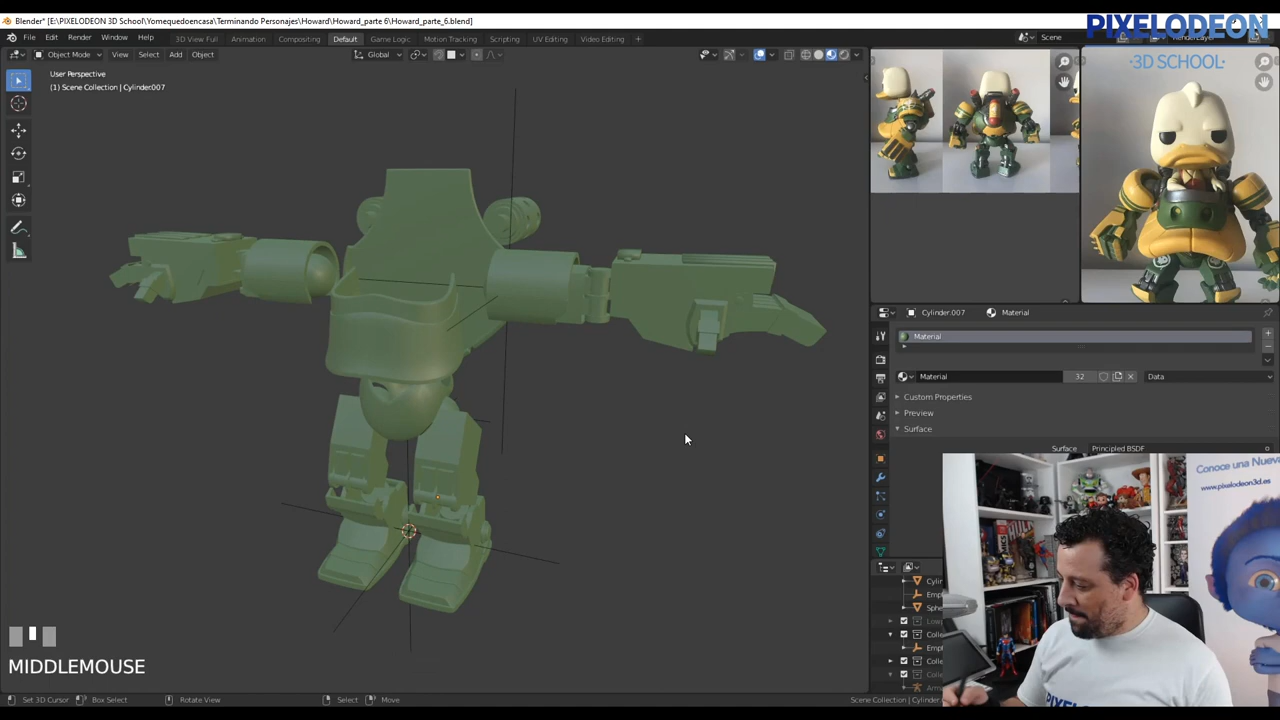 Blender* [E:\PIXELODEON 3D School\Yomequedoencasa\Terminando Personajes\Howard\Howard_parte 6\Howard_parte_6.blend]
PIXELODEON
·3D SCHOOL·
File Edit Render Window Help 3D View Full Animation Compositing Default Game Logic Motion Tracking Scripting UV Editing Video Editing + Scene
Object Mode View Select Add Object Global
User Perspective
(1) Scene Collection | Cylinder.007
Cylinder.007 Material
Material
Material 32 Data
Custom Properties
Preview
Surface
Surface Principled BSDF
Conoce una Nueva
www.pixelodeon3d.es
Colle
Colle
MIDDLEMOUSE
Set 3D Cursor Box Select Rotate View Select Move Scene Collection | Cylinder